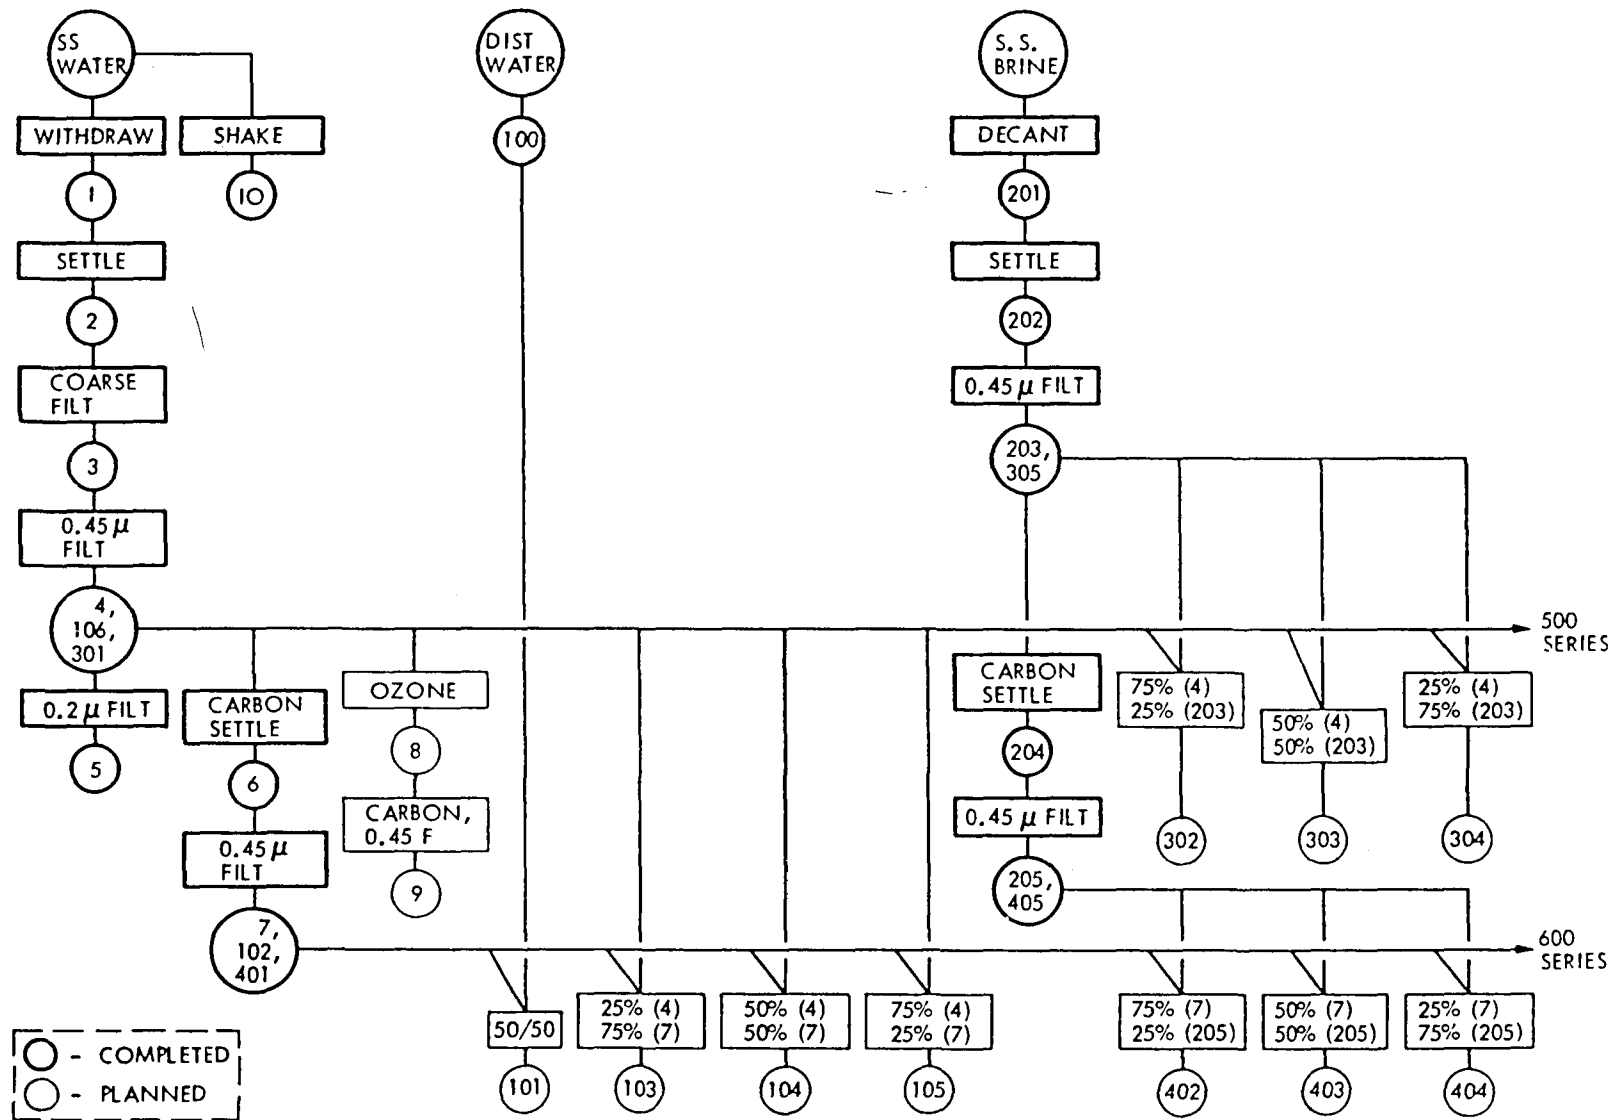 SS
WATER
DIST
WATER
S. S.
BRINE
WITHDRAW
SHAKE
100
DECANT
1
10
201
SETTLE
SETTLE
2
202
COARSE
FILT
0.45 μ FILT
3
203,
305
0.45 μ
FILT
4,
106,
301
500
SERIES
0.2 μ FILT
5
CARBON
SETTLE
6
0.45 μ
FILT
7,
102,
401
OZONE
8
CARBON,
0.45 F
9
CARBON
SETTLE
204
0.45 μ FILT
205,
405
75% (4)
25% (203)
302
50% (4)
50% (203)
303
25% (4)
75% (203)
304
600
SERIES
50/50
101
25% (4)
75% (7)
103
50% (4)
50% (7)
104
75% (4)
25% (7)
105
75% (7)
25% (205)
402
50% (7)
50% (205)
403
25% (7)
75% (205)
404
- COMPLETED
- PLANNED